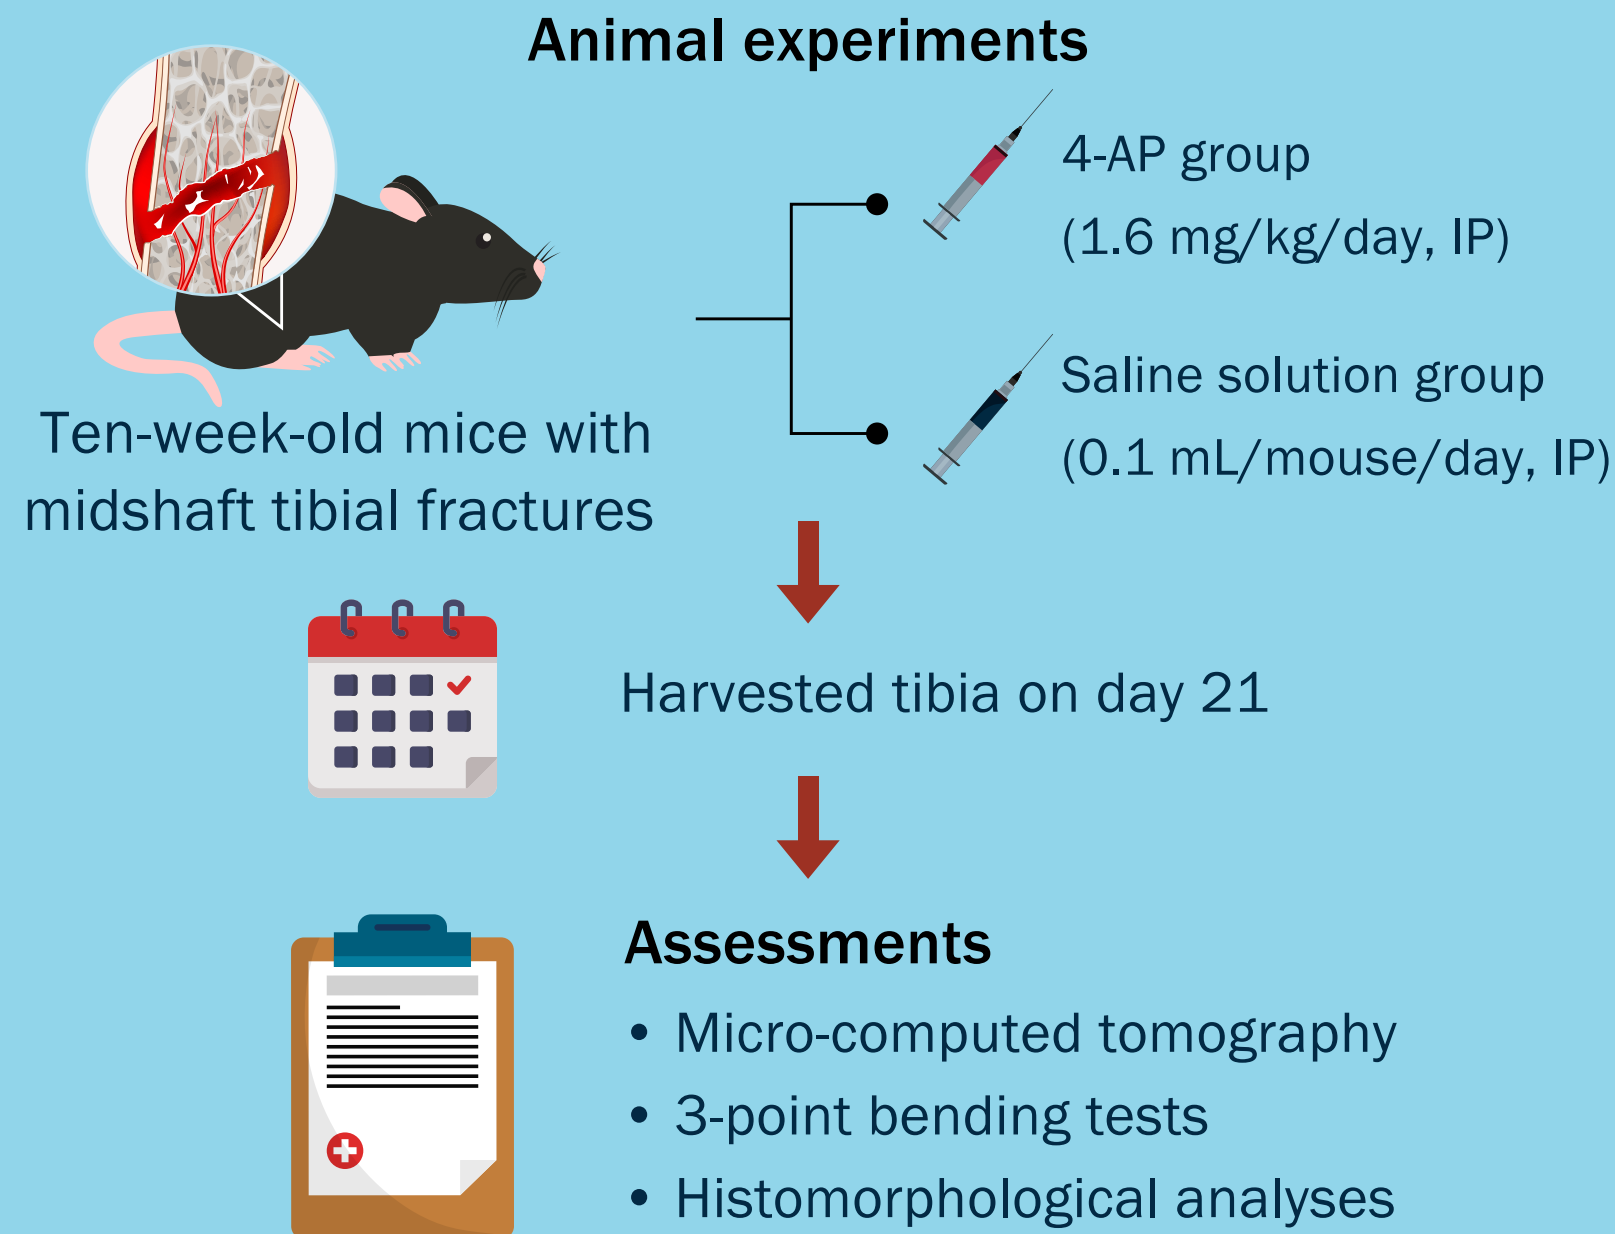 Animal experiments
4-AP group
(1.6 mg/kg/day, IP)
Saline solution group
(0.1 mL/mouse/day, IP)
Ten-week-old mice with
midshaft tibial fractures
Harvested tibia on day 21
Assessments
• Micro-computed tomography
• 3-point bending tests
• Histomorphological analyses